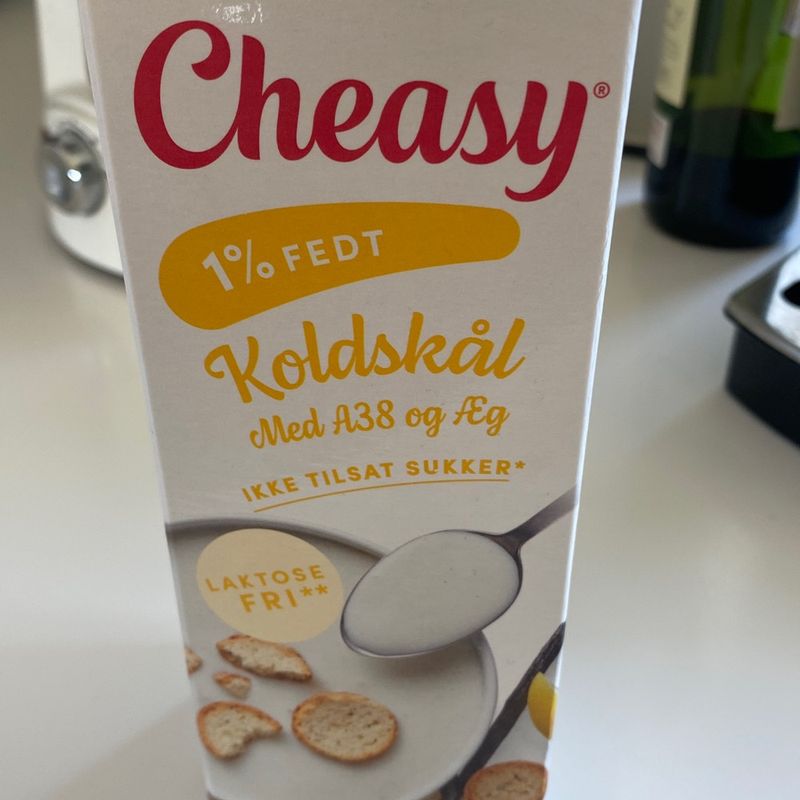 Cheasy®
1% FEDT
Koldskål
Med A38 og Æg
IKKE TILSAT SUKKER*
LAKTOSE
FRI**